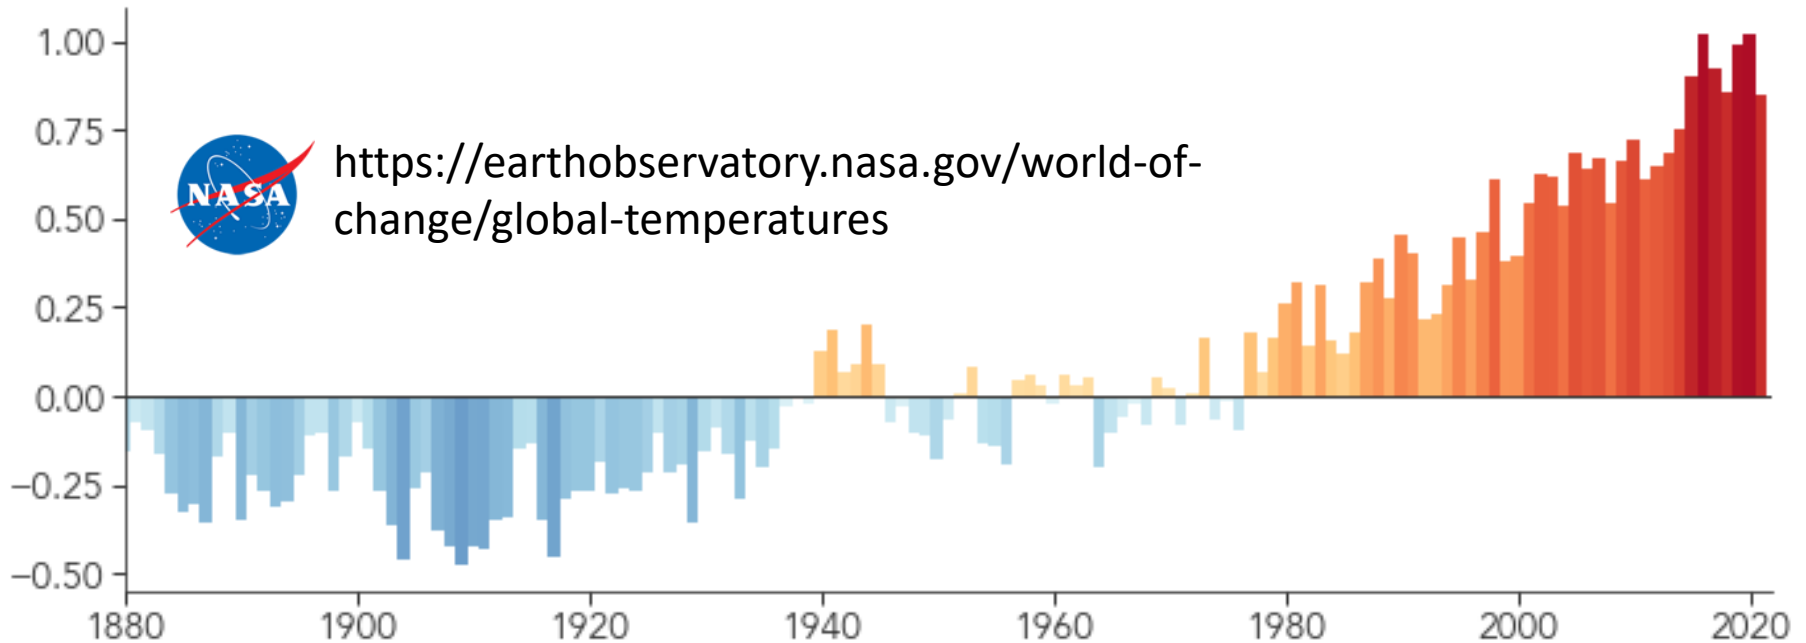 1.00
0.75
NASA
https://earthobservatory.nasa.gov/world-of-
change/global-temperatures
0.50
0.25
0.00
−0.25
−0.50
1880 1900 1920 1940 1960 1980 2000 2020